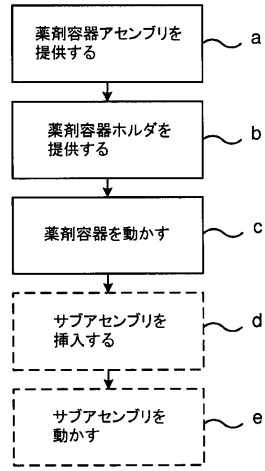 薬剤容器アセンブリを
提供する
a
薬剤容器ホルダを
提供する
b
薬剤容器を動かす
c
サブアセンブリを
挿入する
d
サブアセンブリを
動かす
e